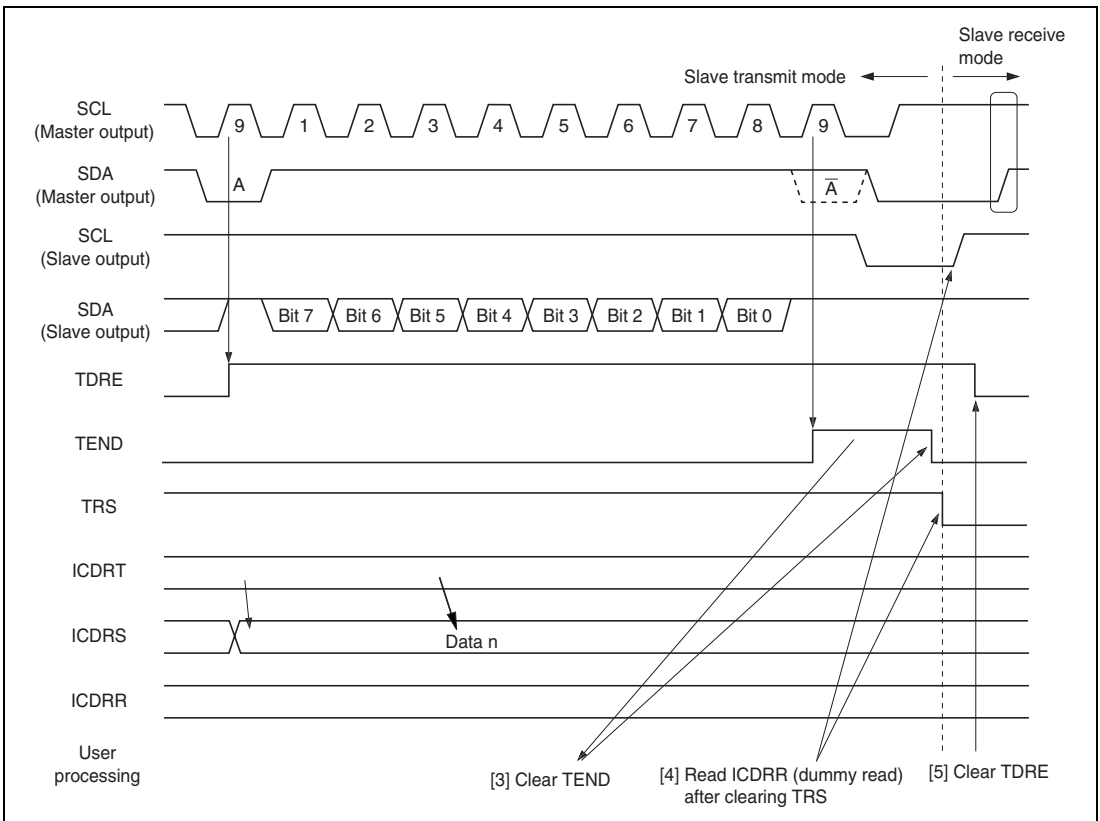 Slave receive
mode
Slave transmit mode
SCL
(Master output)
9 1 2 3 4 5 6 7 8 9
SDA
(Master output)
A A̅
SCL
(Slave output)
SDA
(Slave output)
Bit 7 Bit 6 Bit 5 Bit 4 Bit 3 Bit 2 Bit 1 Bit 0
TDRE
TEND
TRS
ICDRT
ICDRS
Data n
ICDRR
User
processing
[3] Clear TEND
[4] Read ICDRR (dummy read)
after clearing TRS
[5] Clear TDRE